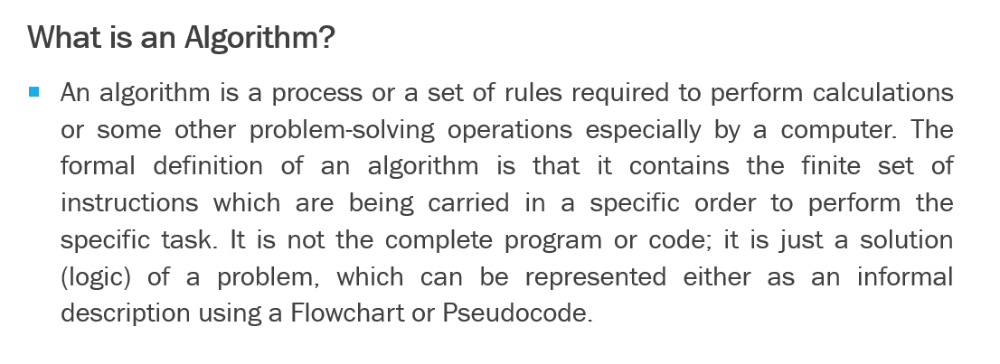 What is an Algorithm?
An algorithm is a process or a set of rules required to perform calculations
or some other problem-solving operations especially by a computer. The
formal definition of an algorithm is that it contains the finite set of
instructions which are being carried in a specific order to perform the
specific task. It is not the complete program or code; it is just a solution
(logic) of a problem, which can be represented either as an informal
description using a Flowchart or Pseudocode.